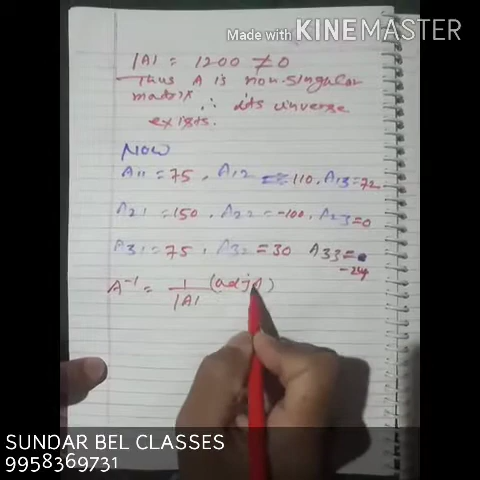 Made with KINEMASTER
|A| = 1200 ≠ 0
Thus A is non-singular
matrix ∴ its inverse
exists.
Now
A11 = 75, A12 = 110, A13 = 72
A21 = 150, A22 = -100, A23 = 0
A31 = 75, A32 = 30 A33 =
-24
A⁻¹ = 1/|A| (adj A)
SUNDAR BEL CLASSES
9958369731